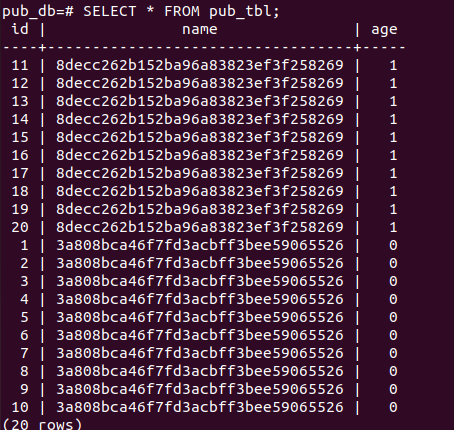 pub_db=# SELECT * FROM pub_tbl;
 id |               name               | age
----+----------------------------------+-----
 11 | 8decc262b152ba96a83823ef3f258269 |   1
 12 | 8decc262b152ba96a83823ef3f258269 |   1
 13 | 8decc262b152ba96a83823ef3f258269 |   1
 14 | 8decc262b152ba96a83823ef3f258269 |   1
 15 | 8decc262b152ba96a83823ef3f258269 |   1
 16 | 8decc262b152ba96a83823ef3f258269 |   1
 17 | 8decc262b152ba96a83823ef3f258269 |   1
 18 | 8decc262b152ba96a83823ef3f258269 |   1
 19 | 8decc262b152ba96a83823ef3f258269 |   1
 20 | 8decc262b152ba96a83823ef3f258269 |   1
  1 | 3a808bca46f7fd3acbff3bee59065526 |   0
  2 | 3a808bca46f7fd3acbff3bee59065526 |   0
  3 | 3a808bca46f7fd3acbff3bee59065526 |   0
  4 | 3a808bca46f7fd3acbff3bee59065526 |   0
  5 | 3a808bca46f7fd3acbff3bee59065526 |   0
  6 | 3a808bca46f7fd3acbff3bee59065526 |   0
  7 | 3a808bca46f7fd3acbff3bee59065526 |   0
  8 | 3a808bca46f7fd3acbff3bee59065526 |   0
  9 | 3a808bca46f7fd3acbff3bee59065526 |   0
 10 | 3a808bca46f7fd3acbff3bee59065526 |   0
(20 rows)